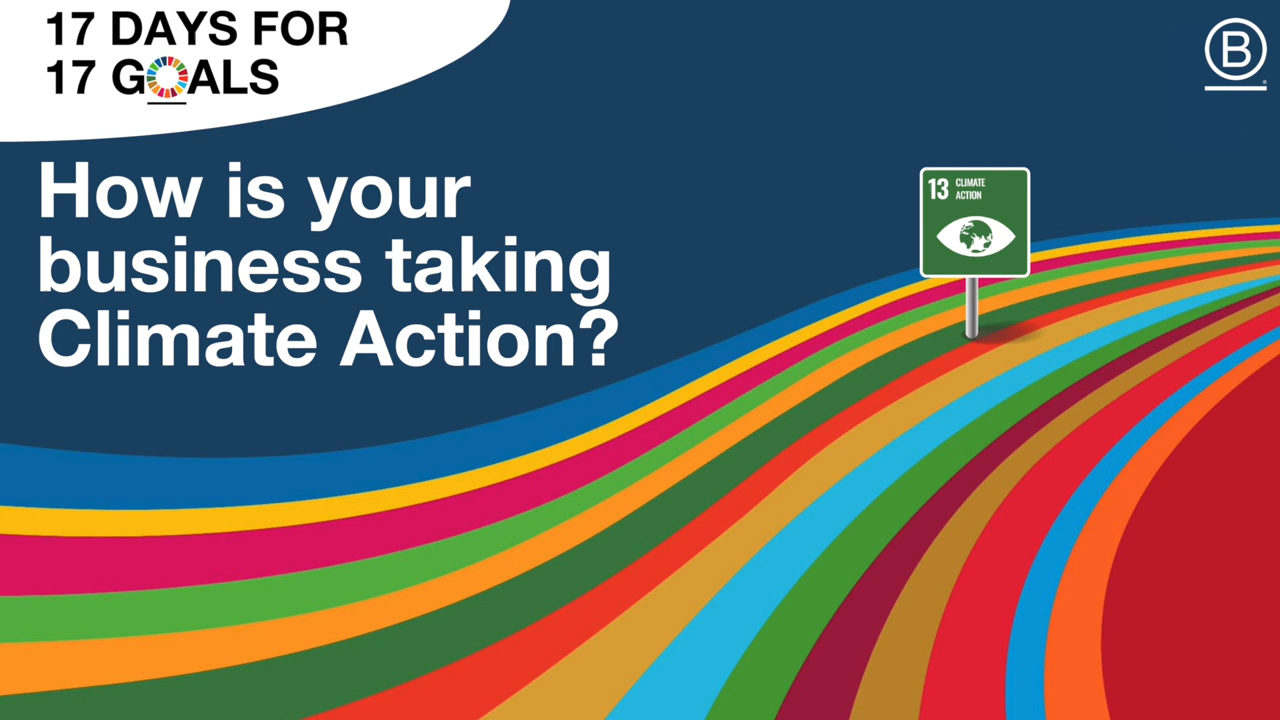 17 DAYS FOR
17 GOALS
B
How is your
business taking
Climate Action?
13 CLIMATE
ACTION